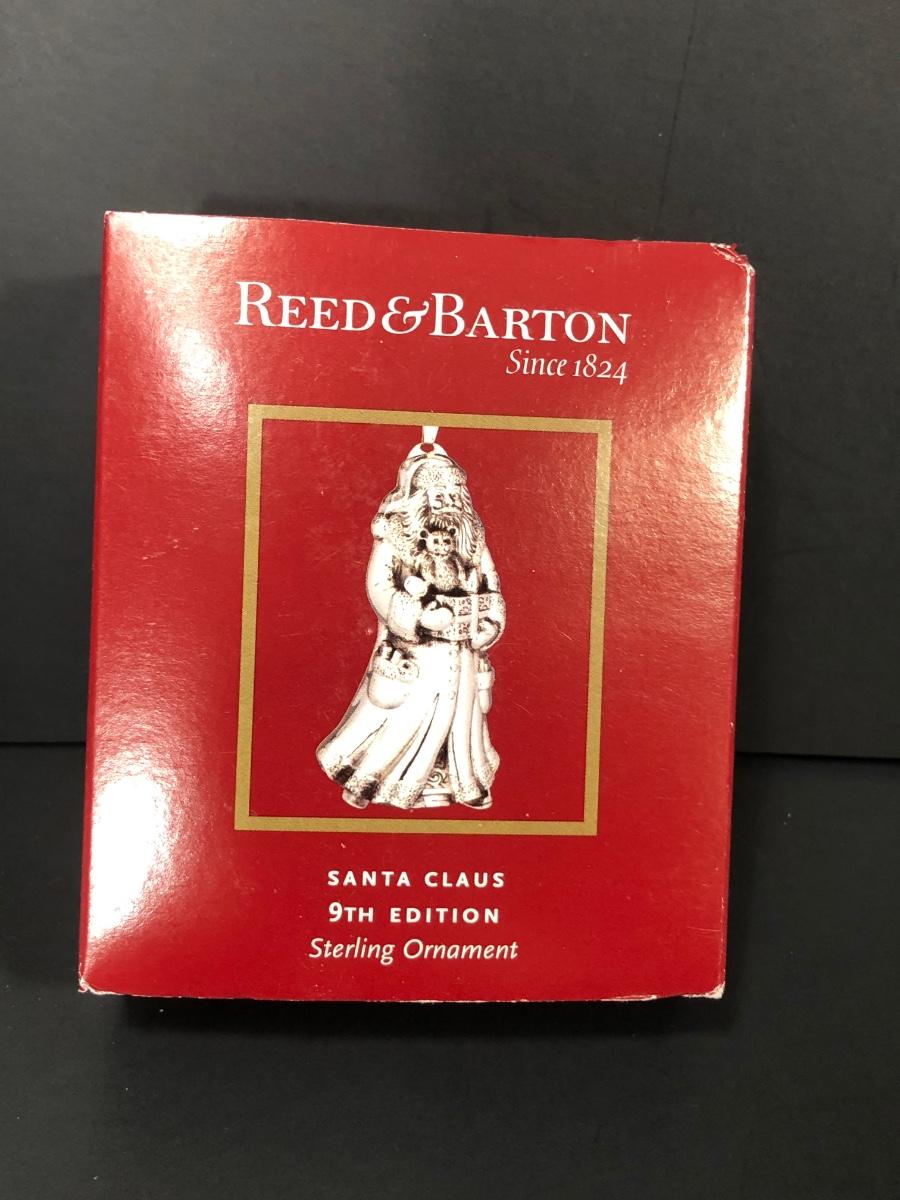 REED & BARTON
Since 1824
SANTA CLAUS
9TH EDITION
Sterling Ornament